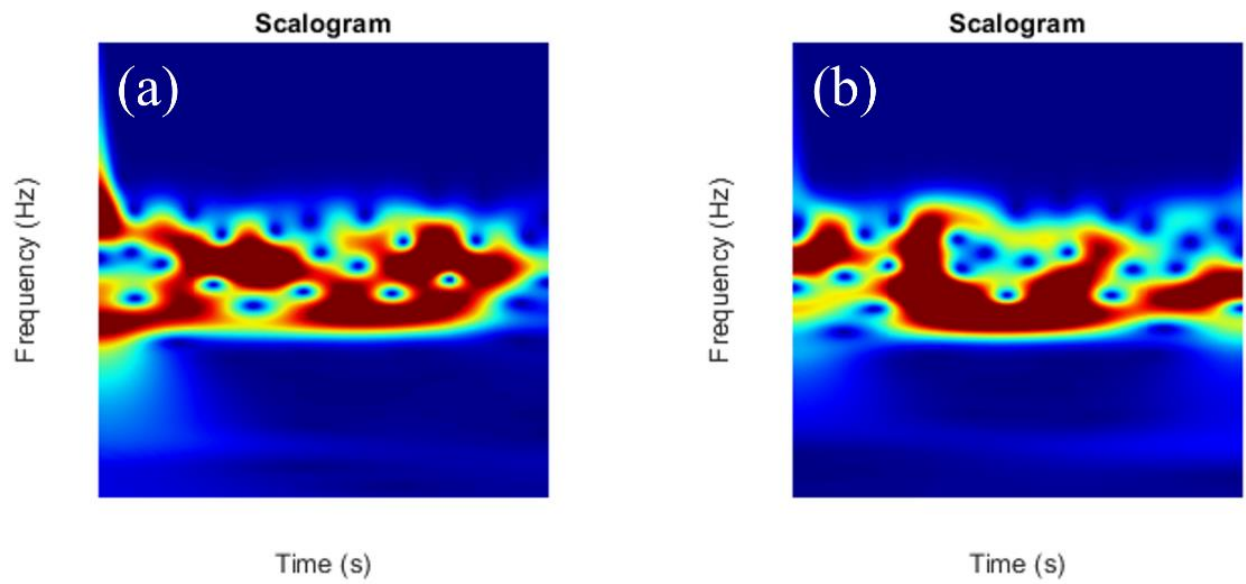 Scalogram
(a)
Frequency (Hz)
Time (s)
Scalogram
(b)
Frequency (Hz)
Time (s)